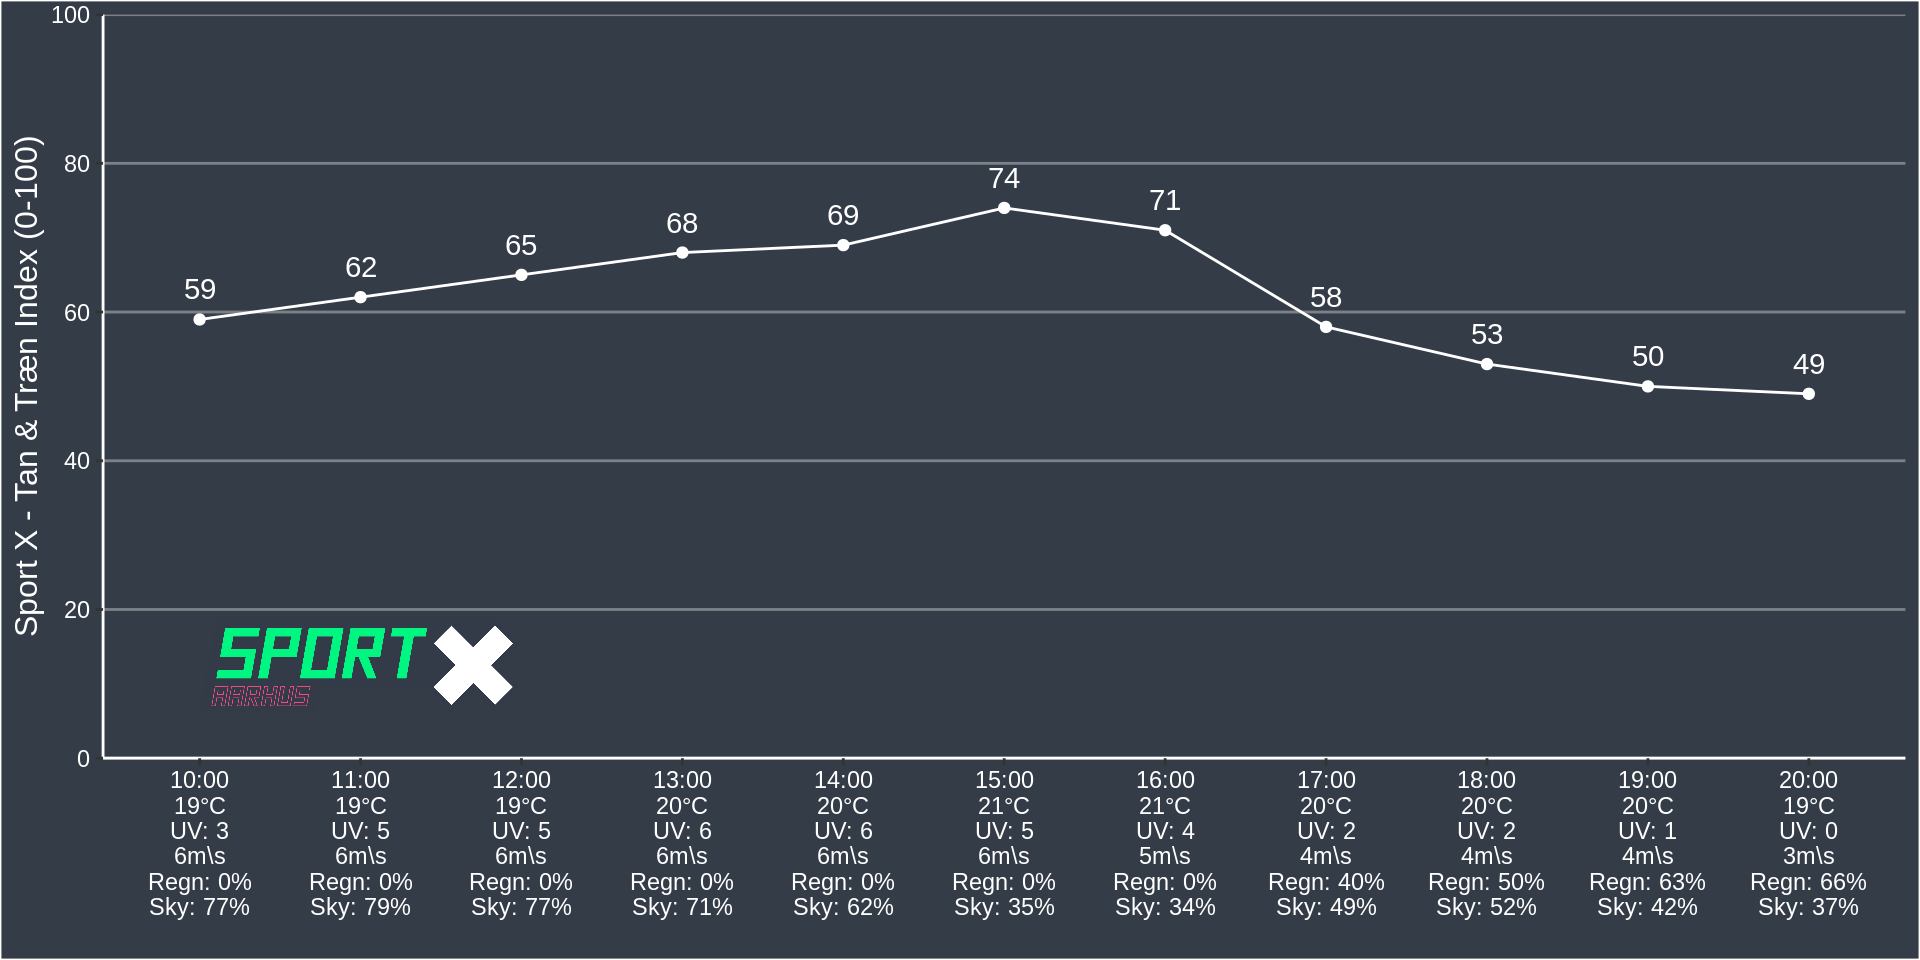 Sport X - Tan & Træn Index (0-100)
100
80
60
40
20
0
59
62
65
68
69
74
71
58
53
50
49
SPORT X
AARHUS
10:00 11:00 12:00 13:00 14:00 15:00 16:00 17:00 18:00 19:00 20:00
19°C 19°C 19°C 20°C 20°C 21°C 21°C 20°C 20°C 20°C 19°C
UV: 3 UV: 5 UV: 5 UV: 6 UV: 6 UV: 5 UV: 4 UV: 2 UV: 2 UV: 1 UV: 0
6m\s 6m\s 6m\s 6m\s 6m\s 6m\s 5m\s 4m\s 4m\s 4m\s 3m\s
Regn: 0% Regn: 0% Regn: 0% Regn: 0% Regn: 0% Regn: 0% Regn: 0% Regn: 40% Regn: 50% Regn: 63% Regn: 66%
Sky: 77% Sky: 79% Sky: 77% Sky: 71% Sky: 62% Sky: 35% Sky: 34% Sky: 49% Sky: 52% Sky: 42% Sky: 37%